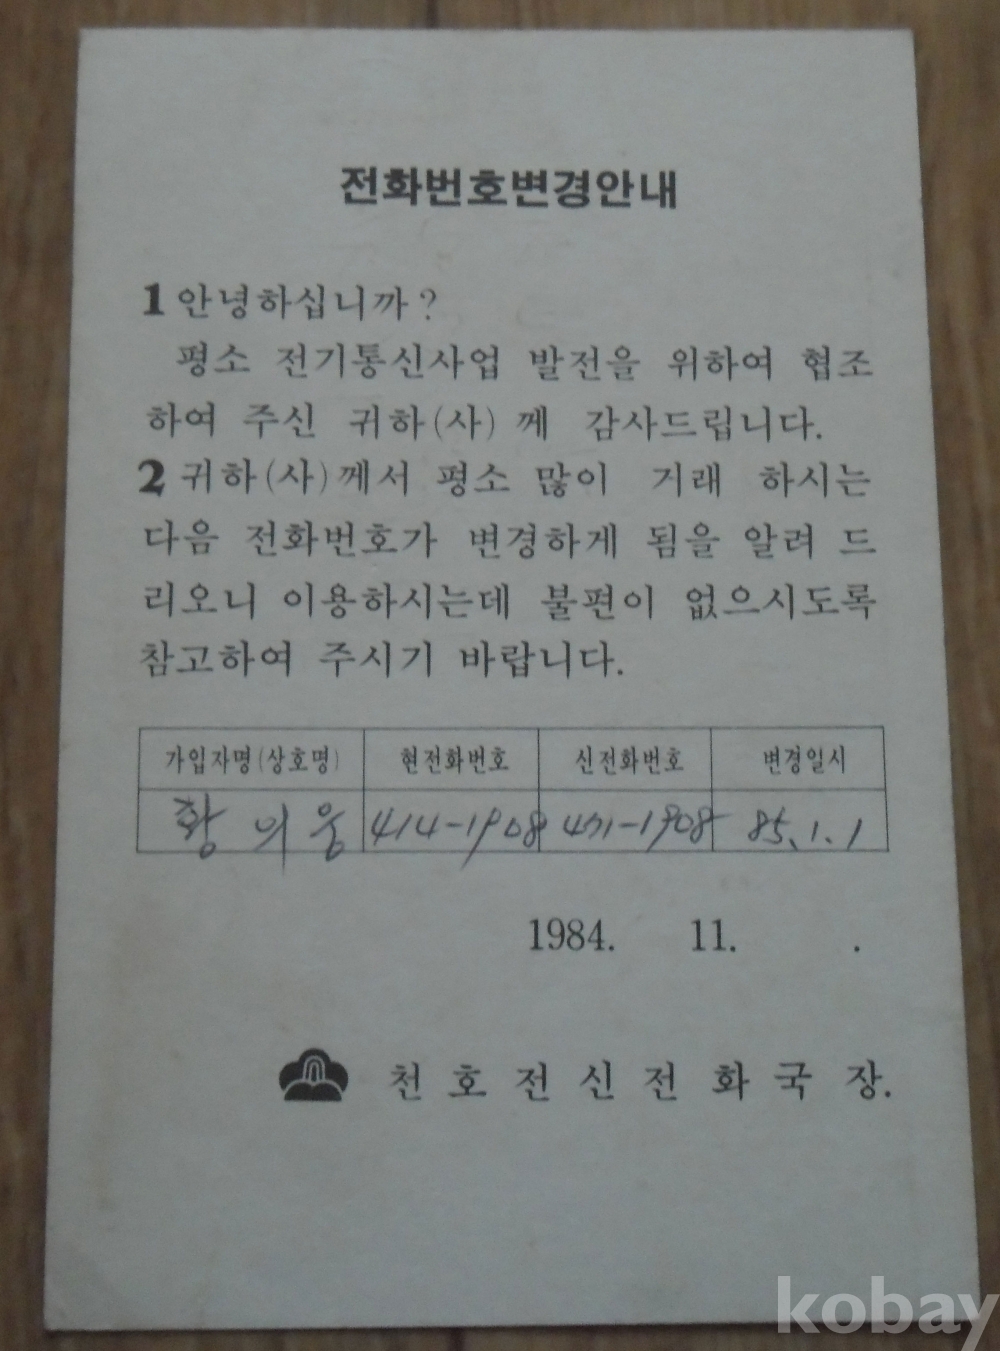 전화번호변경안내
1 안녕하십니까?
평소 전기통신사업 발전을 위하여 협조
하여 주신 귀하(사) 께 감사드립니다.
2 귀하(사)께서 평소 많이 거래 하시는
다음 전화번호가 변경하게 됨을 알려 드
리오니 이용하시는데 불편이 없으시도록
참고하여 주시기 바랍니다.
가입자명(상호명) 현전화번호 신전화번호 변경일시
황의웅 414-1908 471-1908 85.1.1
1984. 11. .
천호전신전화국장.
kobay